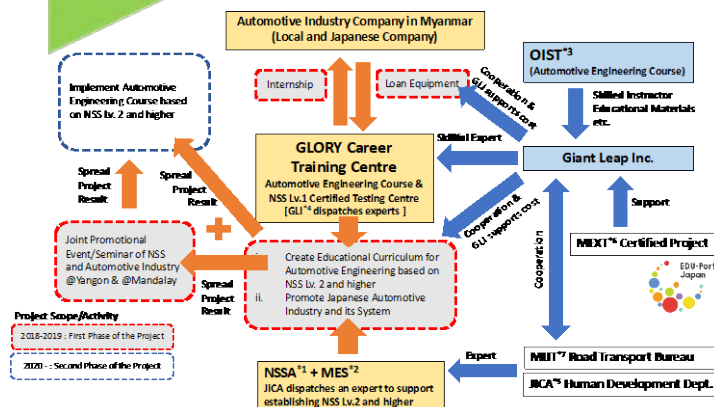 Automotive Industry Company in Myanmar
(Local and Japanese Company)
OIST*3
(Automotive Engineering Course)
Implement Automotive
Engineering Course based
on NSS Lv. 2 and higher
Internship
Loan Equipment
Cooperation &
GLI supports cost
Skilled Instructor
Educational Materials
etc.
GLORY Career
Training Centre
Automotive Engineering Course &
NSS Lv.1 Certified Testing Centre
[GLI*4 dispatches experts ]
Skillful Expert
Giant Leap Inc.
Spread
Project
Result
Spread
Project
Result
Cooperation &
GLI supports cost
Support
Joint Promotional
Event/Seminar of NSS
and Automotive Industry
@Yangon & @Mandalay
i.
Create Educational Curriculum for
Automotive Engineering based on
NSS Lv. 2 and higher
ii. Promote Japanese Automotive
Industry and its System
Cooperation
MEXT*6 Certified Project
EDU-Port
Japan
Spread
Project
Result
Project Scope/Activity
2018-2019 : First Phase of the Project
2020 - : Second Phase of the Project
NSSA*1 + MES*2
JICA dispatches an expert to support
establishing NSS Lv.2 and higher
Expert
MLIT*7 Road Transport Bureau
JICA*5 Human Development Dept.